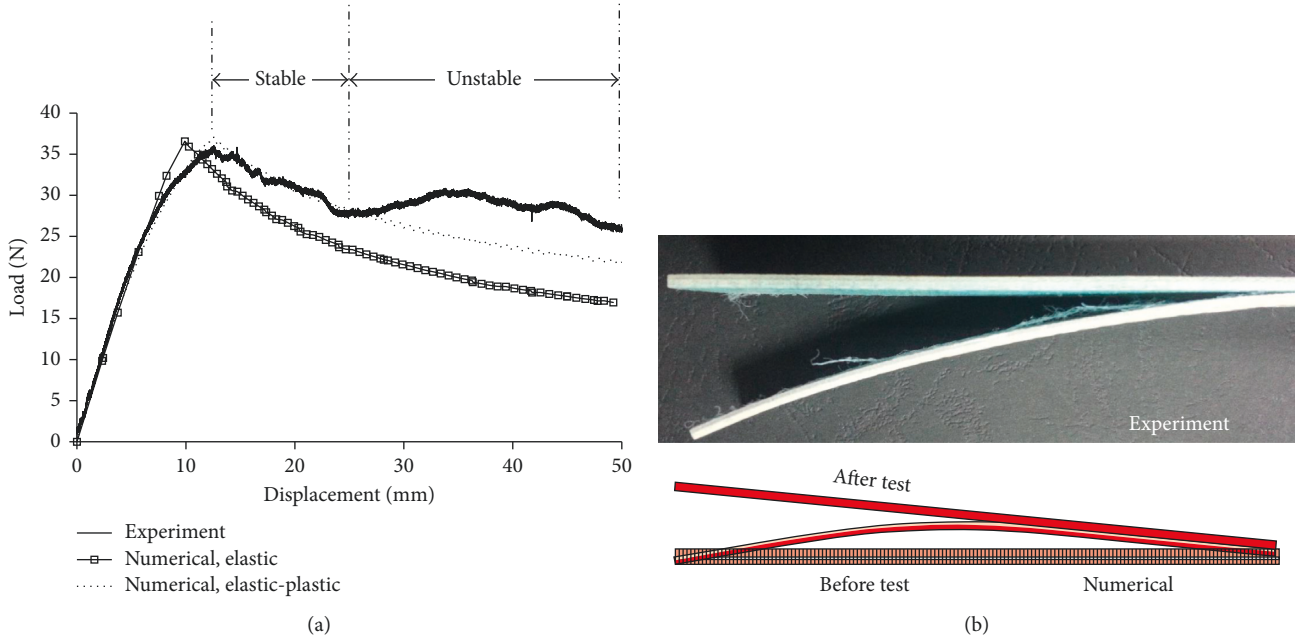 Stable
Unstable
40
35
30
25
20
15
10
5
0
Load (N)
0
10
20
30
40
50
Displacement (mm)
Experiment
Numerical, elastic
Numerical, elastic-plastic
(a)
Experiment
After test
Before test
Numerical
(b)